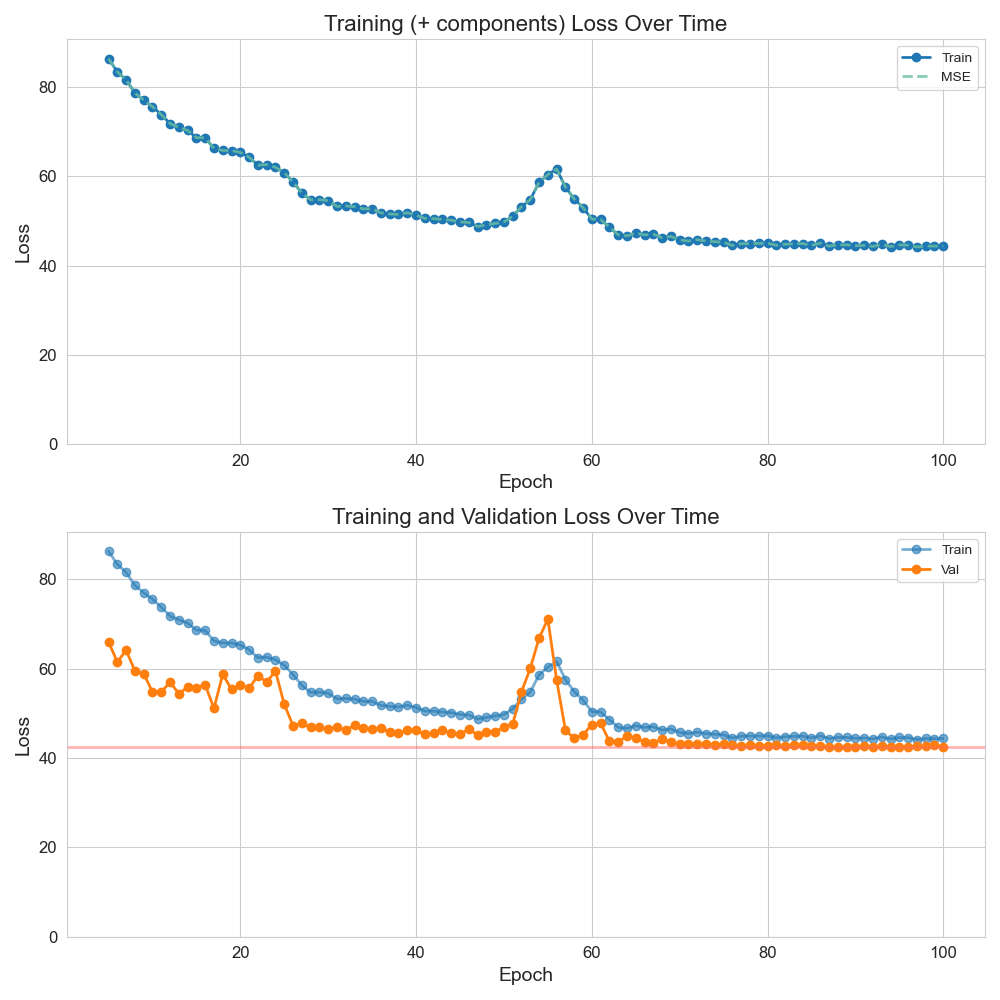 Training (+ components) Loss Over Time
Train
MSE
Loss
80
60
40
20
0
20 40 60 80 100
Epoch
Training and Validation Loss Over Time
Train
Val
Loss
80
60
40
20
0
20 40 60 80 100
Epoch